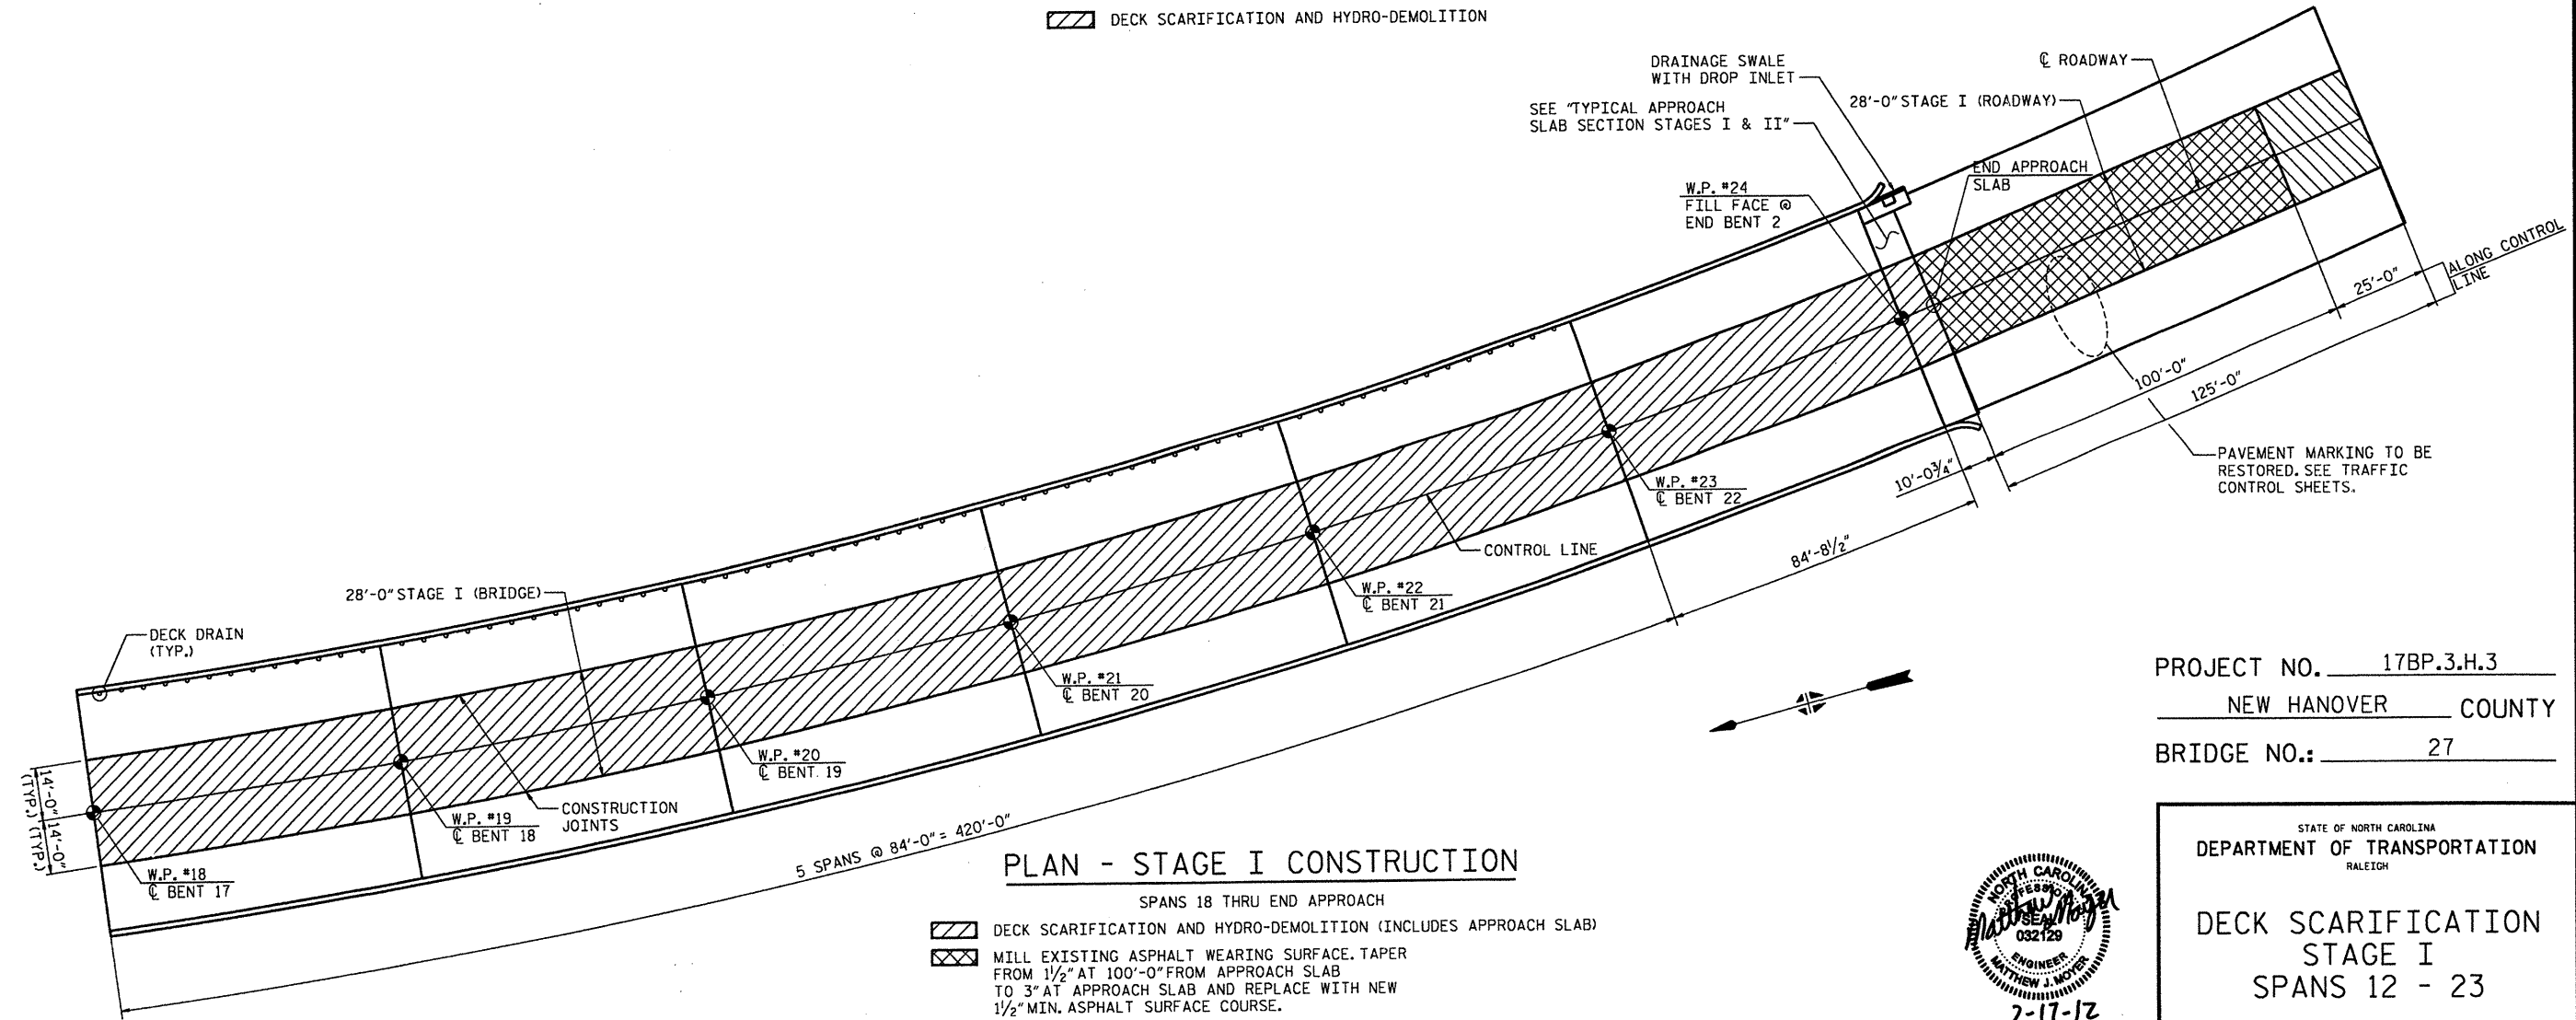 DECK SCARIFICATION AND HYDRO-DEMOLITION
DRAINAGE SWALE
WITH DROP INLET
℄ ROADWAY
SEE "TYPICAL APPROACH
SLAB SECTION STAGES I & II"
28'-0" STAGE I (ROADWAY)
W.P. #24
FILL FACE @
END BENT 2
END APPROACH
SLAB
ALONG CONTROL
LINE
25'-0"
100'-0"
125'-0"
PAVEMENT MARKING TO BE
RESTORED. SEE TRAFFIC
CONTROL SHEETS.
10'-0¾"
84'-8½"
W.P. #23
℄ BENT 22
CONTROL LINE
W.P. #22
℄ BENT 21
W.P. #21
℄ BENT 20
28'-0" STAGE I (BRIDGE)
DECK DRAIN
(TYP.)
W.P. #20
℄ BENT. 19
CONSTRUCTION
JOINTS
W.P. #19
℄ BENT 18
14'-0" 14'-0"
(TYP.) (TYP.)
W.P. #18
℄ BENT 17
5 SPANS @ 84'-0" = 420'-0"
PLAN - STAGE I CONSTRUCTION
SPANS 18 THRU END APPROACH
DECK SCARIFICATION AND HYDRO-DEMOLITION (INCLUDES APPROACH SLAB)
MILL EXISTING ASPHALT WEARING SURFACE. TAPER
FROM 1½" AT 100'-0" FROM APPROACH SLAB
TO 3" AT APPROACH SLAB AND REPLACE WITH NEW
1½" MIN. ASPHALT SURFACE COURSE.
PROJECT NO. 17BP.3.H.3
NEW HANOVER COUNTY
BRIDGE NO.: 27
STATE OF NORTH CAROLINA
DEPARTMENT OF TRANSPORTATION
RALEIGH
DECK SCARIFICATION
STAGE I
SPANS 12 - 23
NORTH CAROLINA
SEAL
032129
ENGINEER
MATTHEW J. MOYER
Matthew Moyer
2-17-12